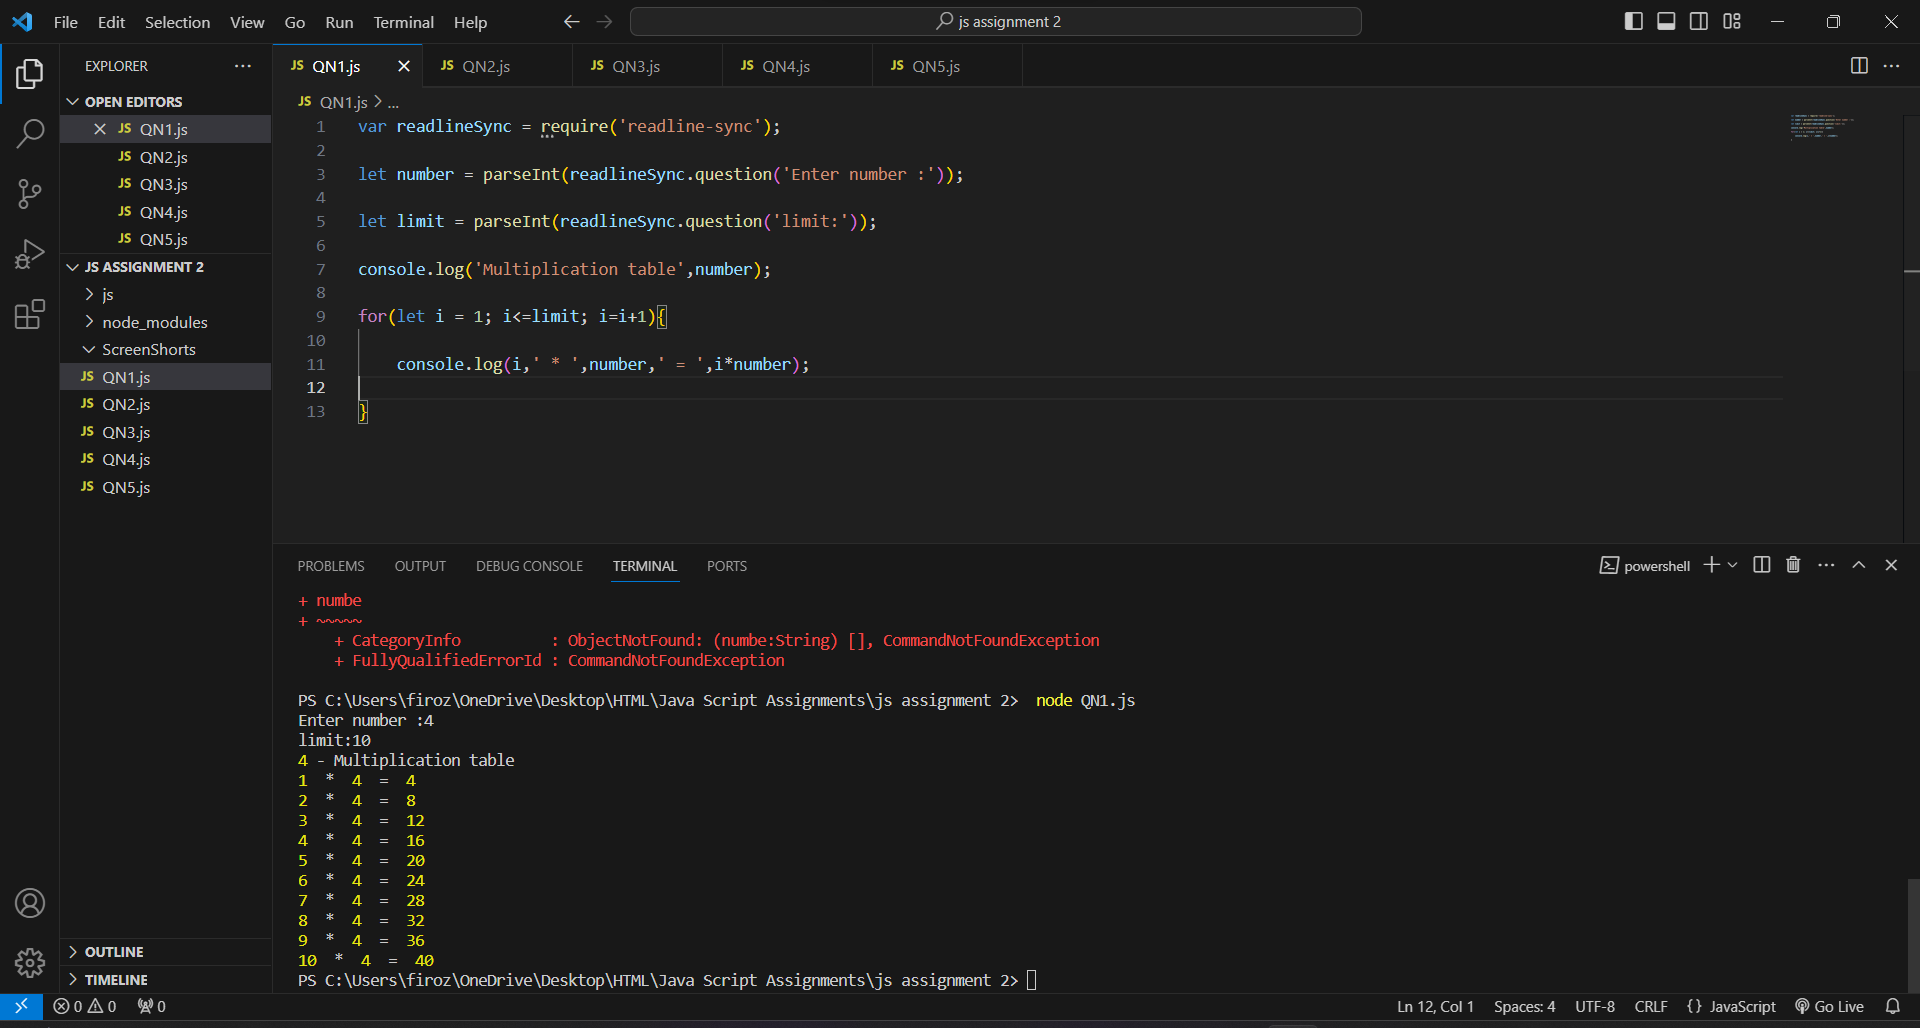 File Edit Selection View Go Run Terminal Help
js assignment 2
EXPLORER
OPEN EDITORS
JS QN1.js
JS QN2.js
JS QN3.js
JS QN4.js
JS QN5.js
JS ASSIGNMENT 2
js
node_modules
ScreenShorts
JS QN1.js
JS QN2.js
JS QN3.js
JS QN4.js
JS QN5.js
OUTLINE
TIMELINE
JS QN1.js JS QN2.js JS QN3.js JS QN4.js JS QN5.js
JS QN1.js > ...
1 var readlineSync = require('readline-sync');
2
3 let number = parseInt(readlineSync.question('Enter number :'));
4
5 let limit = parseInt(readlineSync.question('limit:'));
6
7 console.log('Multiplication table',number);
8
9 for(let i = 1; i<=limit; i=i+1){
10
11 console.log(i,' * ',number,' = ',i*number);
12
13 }
PROBLEMS OUTPUT DEBUG CONSOLE TERMINAL PORTS
powershell
+ numbe
+ ~~~~~
+ CategoryInfo : ObjectNotFound: (numbe:String) [], CommandNotFoundException
+ FullyQualifiedErrorId : CommandNotFoundException
PS C:\Users\firoz\OneDrive\Desktop\HTML\Java Script Assignments\js assignment 2> node QN1.js
Enter number :4
limit:10
4 - Multiplication table
1 * 4 = 4
2 * 4 = 8
3 * 4 = 12
4 * 4 = 16
5 * 4 = 20
6 * 4 = 24
7 * 4 = 28
8 * 4 = 32
9 * 4 = 36
10 * 4 = 40
PS C:\Users\firoz\OneDrive\Desktop\HTML\Java Script Assignments\js assignment 2>
0 0 0
Ln 12, Col 1 Spaces: 4 UTF-8 CRLF {} JavaScript Go Live